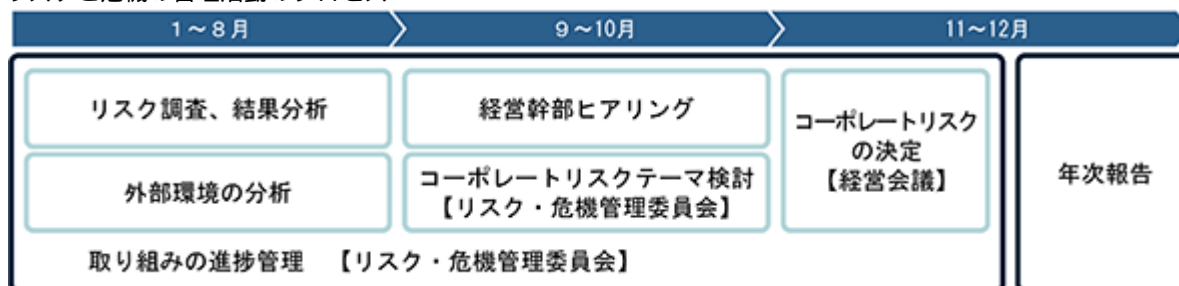 1～8月
9～10月
11～12月
リスク調査、結果分析
経営幹部ヒアリング
コーポレートリスク
の決定
【経営会議】
外部環境の分析
コーポレートリスクテーマ検討
【リスク・危機管理委員会】
年次報告
取り組みの進捗管理 【リスク・危機管理委員会】